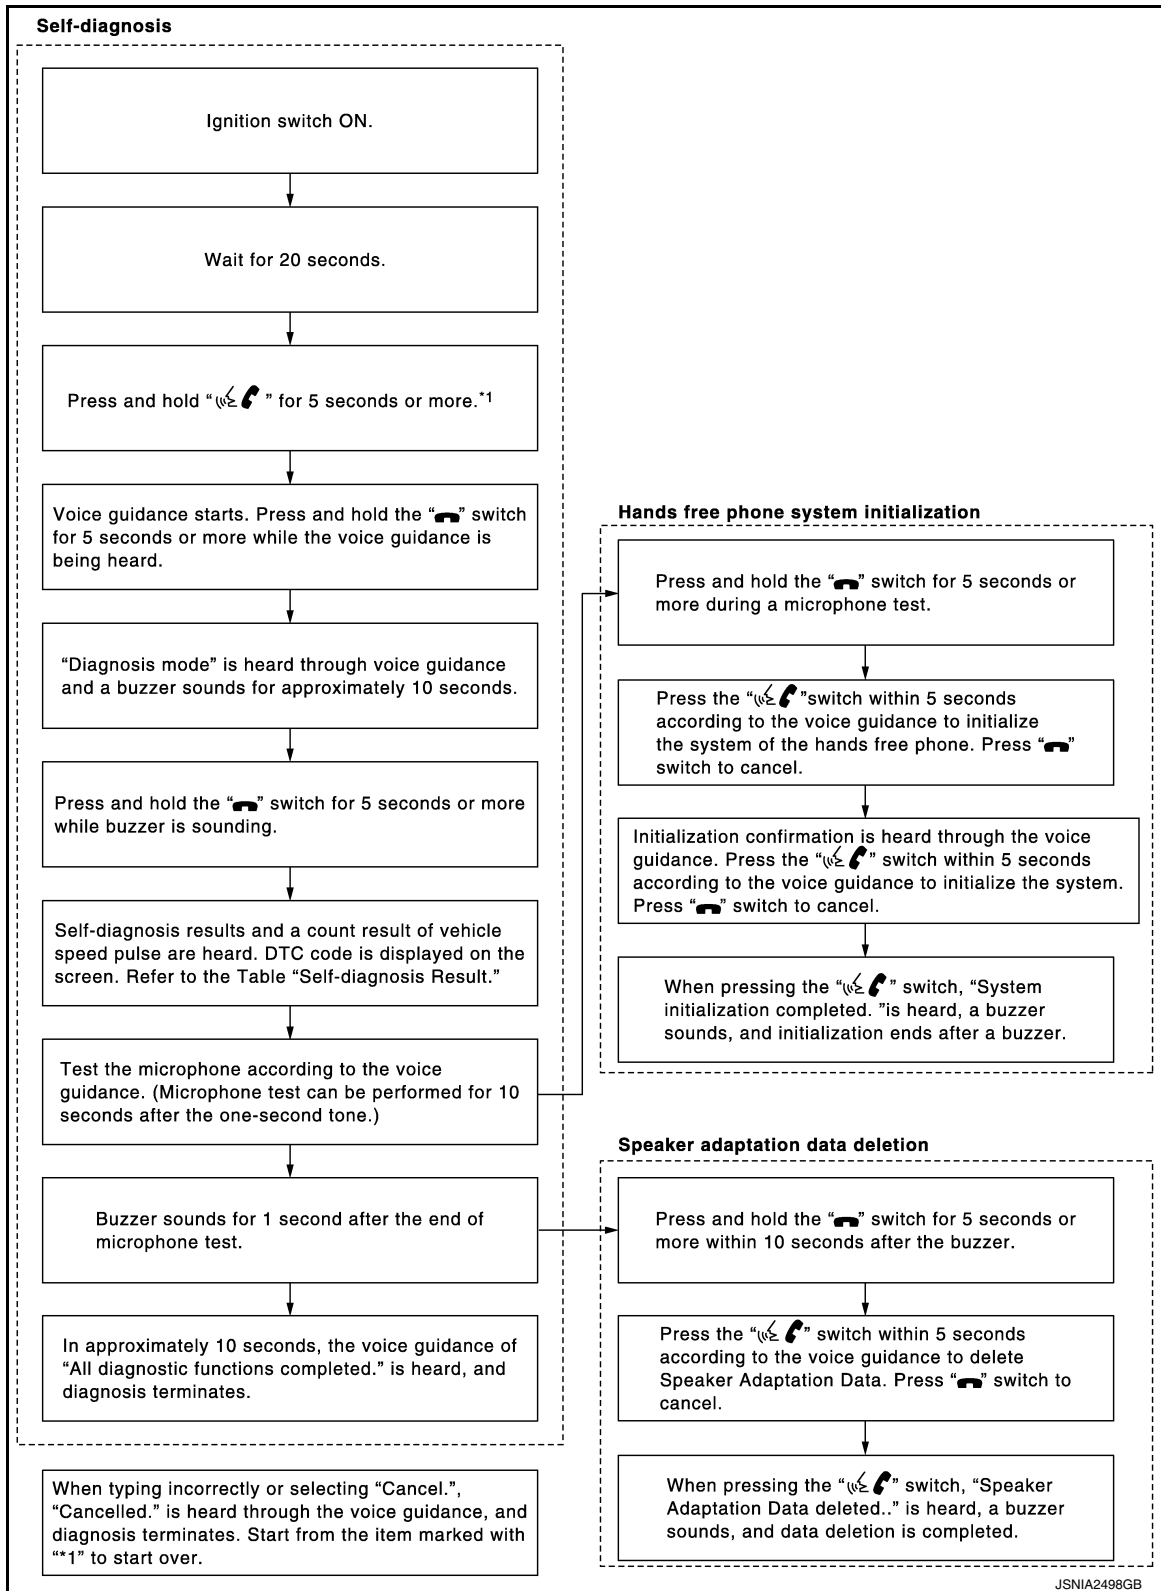 Self-diagnosis
Ignition switch ON.
Wait for 20 seconds.
Press and hold “ ” for 5 seconds or more.*1
Voice guidance starts. Press and hold the “ ” switch
for 5 seconds or more while the voice guidance is
being heard.
“Diagnosis mode” is heard through voice guidance
and a buzzer sounds for approximately 10 seconds.
Press and hold the “ ” switch for 5 seconds or more
while buzzer is sounding.
Self-diagnosis results and a count result of vehicle
speed pulse are heard. DTC code is displayed on the
screen. Refer to the Table “Self-diagnosis Result.”
Test the microphone according to the voice
guidance. (Microphone test can be performed for 10
seconds after the one-second tone.)
Buzzer sounds for 1 second after the end of
microphone test.
In approximately 10 seconds, the voice guidance of
“All diagnostic functions completed.” is heard, and
diagnosis terminates.
When typing incorrectly or selecting “Cancel.”,
“Cancelled.” is heard through the voice guidance, and
diagnosis terminates. Start from the item marked with
“*1” to start over.
Hands free phone system initialization
Press and hold the “ ” switch for 5 seconds or
more during a microphone test.
Press the “ ”switch within 5 seconds
according to the voice guidance to initialize
the system of the hands free phone. Press “ ”
switch to cancel.
Initialization confirmation is heard through the voice
guidance. Press the “ ” switch within 5 seconds
according to the voice guidance to initialize the system.
Press “ ” switch to cancel.
When pressing the “ ” switch, “System
initialization completed. ”is heard, a buzzer
sounds, and initialization ends after a buzzer.
Speaker adaptation data deletion
Press and hold the “ ” switch for 5 seconds or
more within 10 seconds after the buzzer.
Press the “ ” switch within 5 seconds
according to the voice guidance to delete
Speaker Adaptation Data. Press “ ” switch to
cancel.
When pressing the “ ” switch, “Speaker
Adaptation Data deleted..” is heard, a buzzer
sounds, and data deletion is completed.
JSNIA2498GB